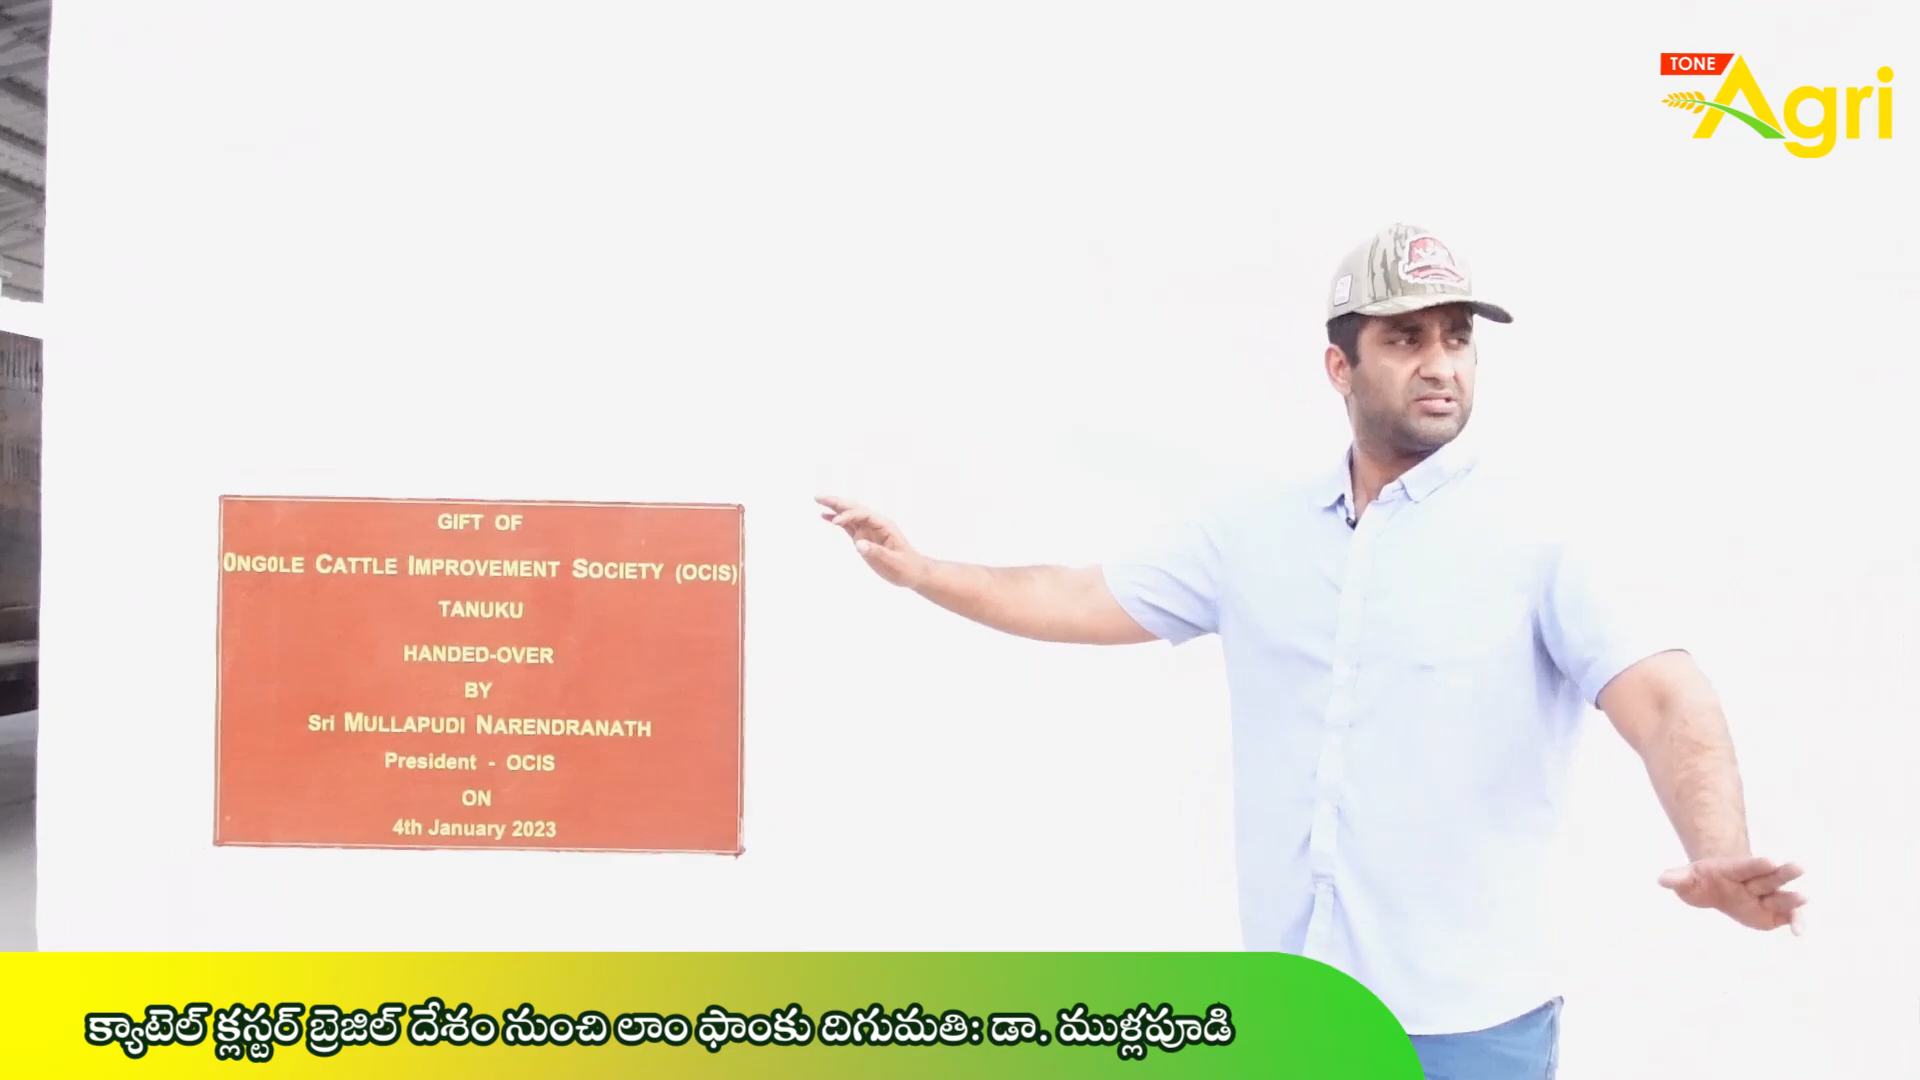 TONE
Agri
GIFT OF
0NG0LE CATTLE IMPROVEMENT SOCIETY (OCIS)
TANUKU
HANDED-OVER
BY
Sri MULLAPUDI NARENDRANATH
President - OCIS
ON
4th January 2023
క్యాటెల్ క్లస్టర్ బ్రెజిల్ దేశం నుంచి లాం ఫాంకు దిగుమతి: డా. ముళ్లపూడి